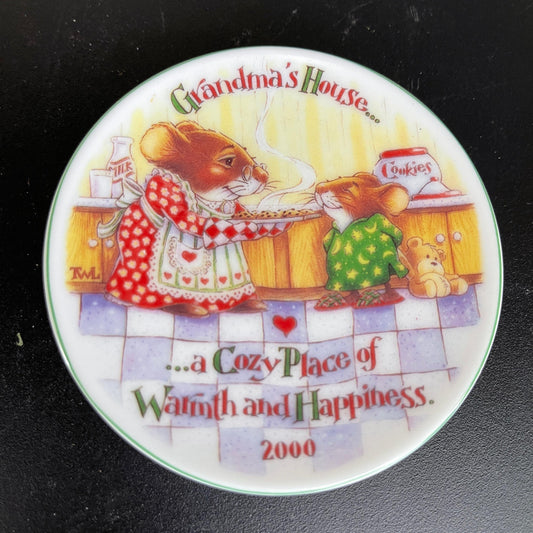 Grandma's House...
MILK
Cookies
TWL
...a Cozy Place of
Warmth and Happiness.
2000